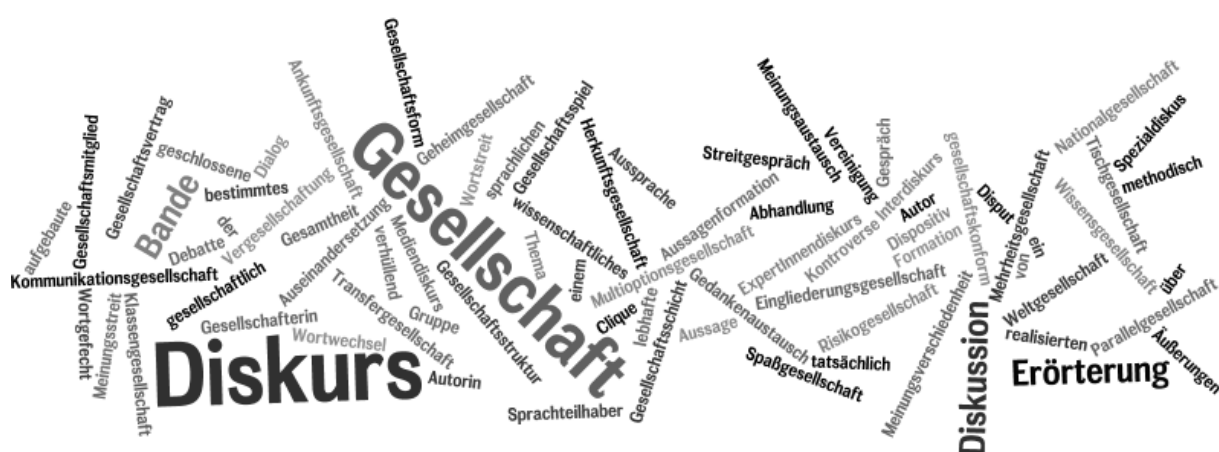 aufgebaute
Gesellschaftsmitglied
Gesellschaftsvertrag
geschlossene
Dialog
Bande
bestimmtes
der
Debatte
Vergesellschaftung
Kommunikationsgesellschaft
Wortgefecht
Meinungsstreit
Klassengesellschaft
gesellschaftlich
Gesellschafterin
Wortwechsel
Diskurs
Ankunftsgesellschaft
Gesamtheit
Auseinandersetzung
Gesellschaftsform
Geheimgesellschaft
Gesellschaft
Mediendiskurs
verhüllend
Transfergesellschaft
Gruppe
Autorin
Gesellschaftsstruktur
Wortstreit
sprachlichen
Gesellschaftsspiel
wissenschaftliches
Thema
einem
Herkunftsgesellschaft
Aussprache
Clique
Sprachteilhaber
Multioptionsgesellschaft
Aussagenformation
lebhafte
Gesellschaftsschicht
Aussage
Gedankenaustausch
Streitgespräch
Meinungsaustausch
Vereinigung
Gespräch
Abhandlung
ExpertInnendiskurs
Kontroverse
Interdiskurs
Autor
Dispositiv
Formation
Eingliederungsgesellschaft
Risikogesellschaft
tatsächlich
Spaßgesellschaft
Meinungsverschiedenheit
gesellschaftskonform
Disput
Diskussion
Mehrheitsgesellschaft
ein
von
Nationalgesellschaft
Tischgesellschaft
Spezialdiskus
methodisch
Wissensgesellschaft
Weltgesellschaft
über
realisierten
Parallelgesellschaft
Äußerungen
Erörterung